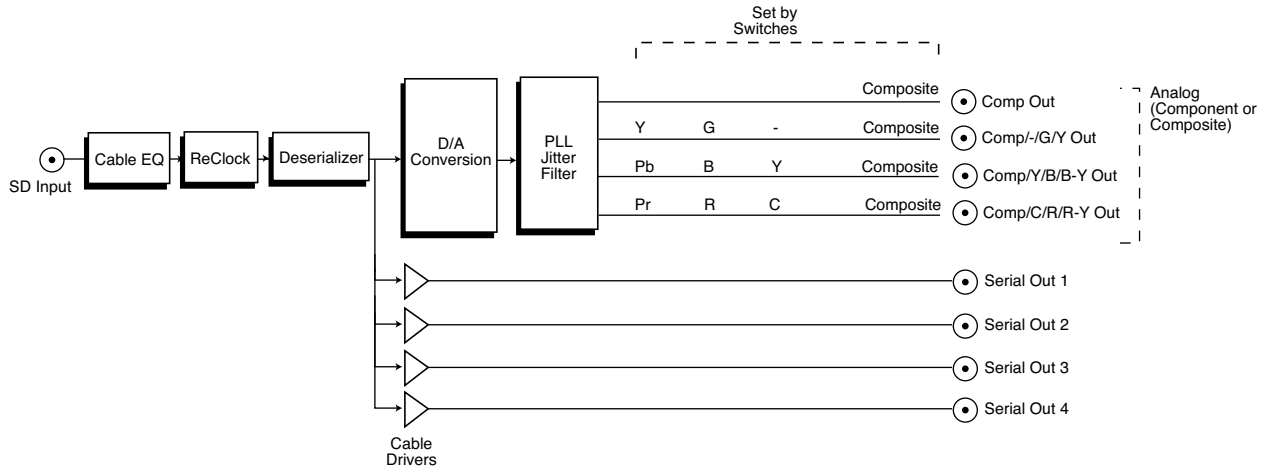 Set by
Switches
Composite
Comp Out
Analog
(Component or
Composite)
Y G - Composite
Comp/-/G/Y Out
D/A
Conversion
PLL
Jitter
Filter
SD Input
Cable EQ
ReClock
Deserializer
Pb B Y Composite
Comp/Y/B/B-Y Out
Pr R C Composite
Comp/C/R/R-Y Out
Serial Out 1
Serial Out 2
Serial Out 3
Serial Out 4
Cable
Drivers